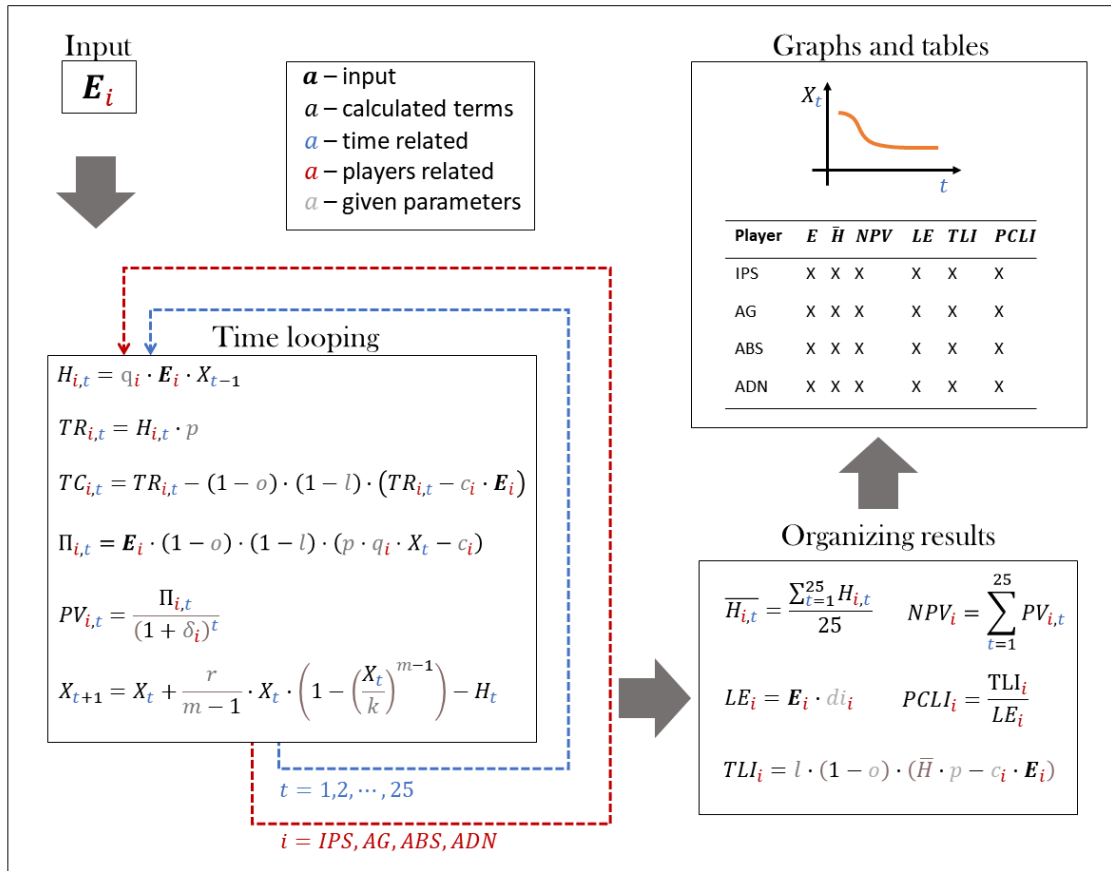 Input
E_i
a – input
a – calculated terms
a – time related
a – players related
a – given parameters
Graphs and tables
X_t
t
Player E H̄ NPV LE TLI PCLI
IPS X X X X X X
AG X X X X X X
ABS X X X X X X
ADN X X X X X X
Time looping
H_{i,t} = q_i · E_i · X_{t−1}
TR_{i,t} = H_{i,t} · p
TC_{i,t} = TR_{i,t} − (1 − o) · (1 − l) · (TR_{i,t} − c_i · E_i)
Π_{i,t} = E_i · (1 − o) · (1 − l) · (p · q_i · X_t − c_i)
PV_{i,t} = Π_{i,t} / (1 + δ_i)^t
X_{t+1} = X_t + r / (m − 1) · X_t · (1 − (X_t / k)^{m−1}) − H_t
t = 1,2, ⋯ , 25
i = IPS, AG, ABS, ADN
Organizing results
\overline{H_{i,t}} = ∑_{t=1}^{25} H_{i,t} / 25
NPV_i = ∑_{t=1}^{25} PV_{i,t}
LE_i = E_i · di_i
PCLI_i = TLI_i / LE_i
TLI_i = l · (1 − o) · (H̄ · p − c_i · E_i)